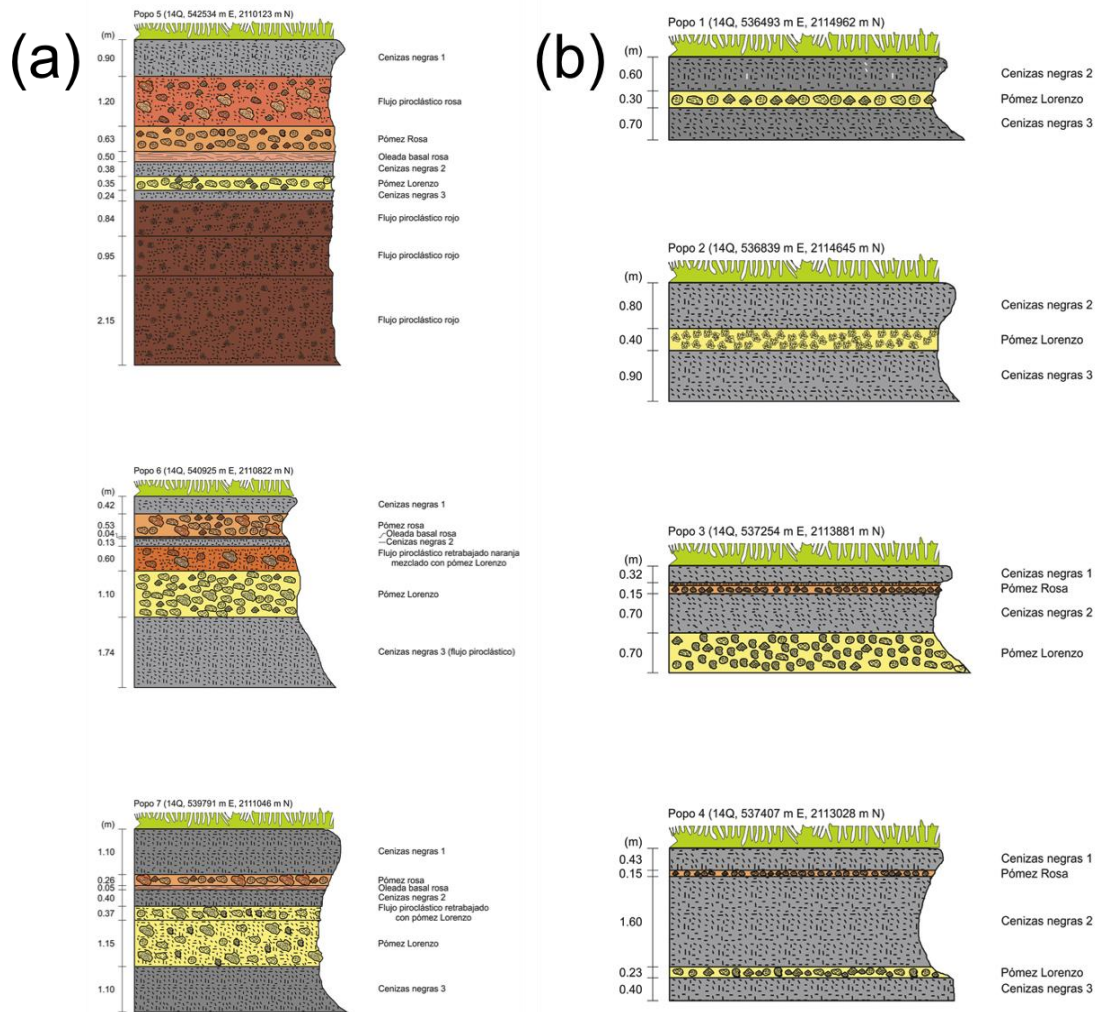 (a)
Popo 5 (14Q, 542534 m E, 2110123 m N)
(m)
0.90 Cenizas negras 1
1.20 Flujo piroclástico rosa
0.63 Pómez Rosa
0.50 Oleada basal rosa
0.38 Cenizas negras 2
0.35 Pómez Lorenzo
0.24 Cenizas negras 3
0.84 Flujo piroclástico rojo
0.95 Flujo piroclástico rojo
2.15 Flujo piroclástico rojo
Popo 6 (14Q, 540925 m E, 2110822 m N)
(m)
0.42 Cenizas negras 1
0.53 Pómez rosa
0.04 Oleada basal rosa
0.13 Cenizas negras 2
0.60 Flujo piroclástico retrabajado naranja
mezclado con pómez Lorenzo
1.10 Pómez Lorenzo
1.74 Cenizas negras 3 (flujo piroclástico)
Popo 7 (14Q, 539791 m E, 2111046 m N)
(m)
1.10 Cenizas negras 1
0.26 Pómez rosa
0.05 Oleada basal rosa
0.40 Cenizas negras 2
0.37 Flujo piroclástico retrabajado
con pómez Lorenzo
1.15 Pómez Lorenzo
1.10 Cenizas negras 3
(b)
Popo 1 (14Q, 536493 m E, 2114962 m N)
(m)
0.60 Cenizas negras 2
0.30 Pómez Lorenzo
0.70 Cenizas negras 3
Popo 2 (14Q, 536839 m E, 2114645 m N)
(m)
0.80 Cenizas negras 2
0.40 Pómez Lorenzo
0.90 Cenizas negras 3
Popo 3 (14Q, 537254 m E, 2113881 m N)
(m)
0.32 Cenizas negras 1
0.15 Pómez Rosa
0.70 Cenizas negras 2
0.70 Pómez Lorenzo
Popo 4 (14Q, 537407 m E, 2113028 m N)
(m)
0.43 Cenizas negras 1
0.15 Pómez Rosa
1.60 Cenizas negras 2
0.23 Pómez Lorenzo
0.40 Cenizas negras 3